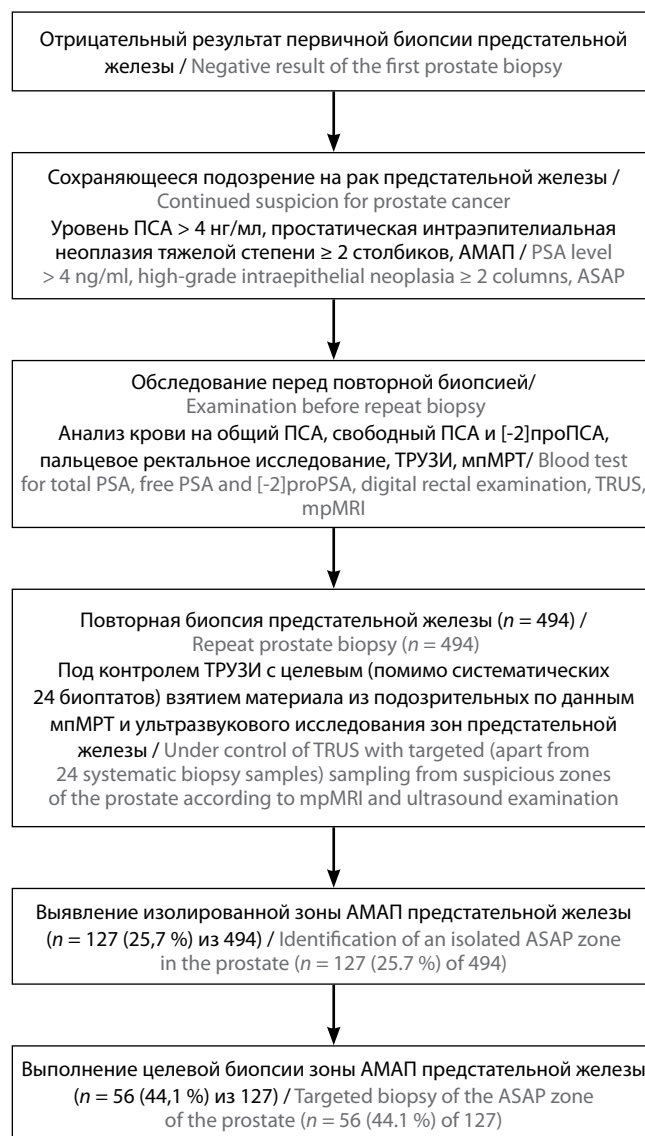 Отрицательный результат первичной биопсии предстательной
железы / Negative result of the first prostate biopsy
Сохраняющееся подозрение на рак предстательной железы /
Continued suspicion for prostate cancer
Уровень ПСА > 4 нг/мл, простатическая интраэпителиальная
неоплазия тяжелой степени ≥ 2 столбиков, АМАП / PSA level
> 4 ng/ml, high-grade intraepithelial neoplasia ≥ 2 columns, ASAP
Обследование перед повторной биопсией/
Examination before repeat biopsy
Анализ крови на общий ПСА, свободный ПСА и [-2]проПСА,
пальцевое ректальное исследование, ТРУЗИ, мпМРТ/ Blood test
for total PSA, free PSA and [-2]proPSA, digital rectal examination, TRUS,
mpMRI
Повторная биопсия предстательной железы (n = 494) /
Repeat prostate biopsy (n = 494)
Под контролем ТРУЗИ с целевым (помимо систематических
24 биоптатов) взятием материала из подозрительных по данным
мпМРТ и ультразвукового исследования зон предстательной
железы / Under control of TRUS with targeted (apart from
24 systematic biopsy samples) sampling from suspicious zones
of the prostate according to mpMRI and ultrasound examination
Выявление изолированной зоны АМАП предстательной железы
(n = 127 (25,7 %) из 494) / Identification of an isolated ASAP zone
in the prostate (n = 127 (25.7 %) of 494)
Выполнение целевой биопсии зоны АМАП предстательной железы
(n = 56 (44,1 %) из 127) / Targeted biopsy of the ASAP zone
of the prostate (n = 56 (44.1 %) of 127)